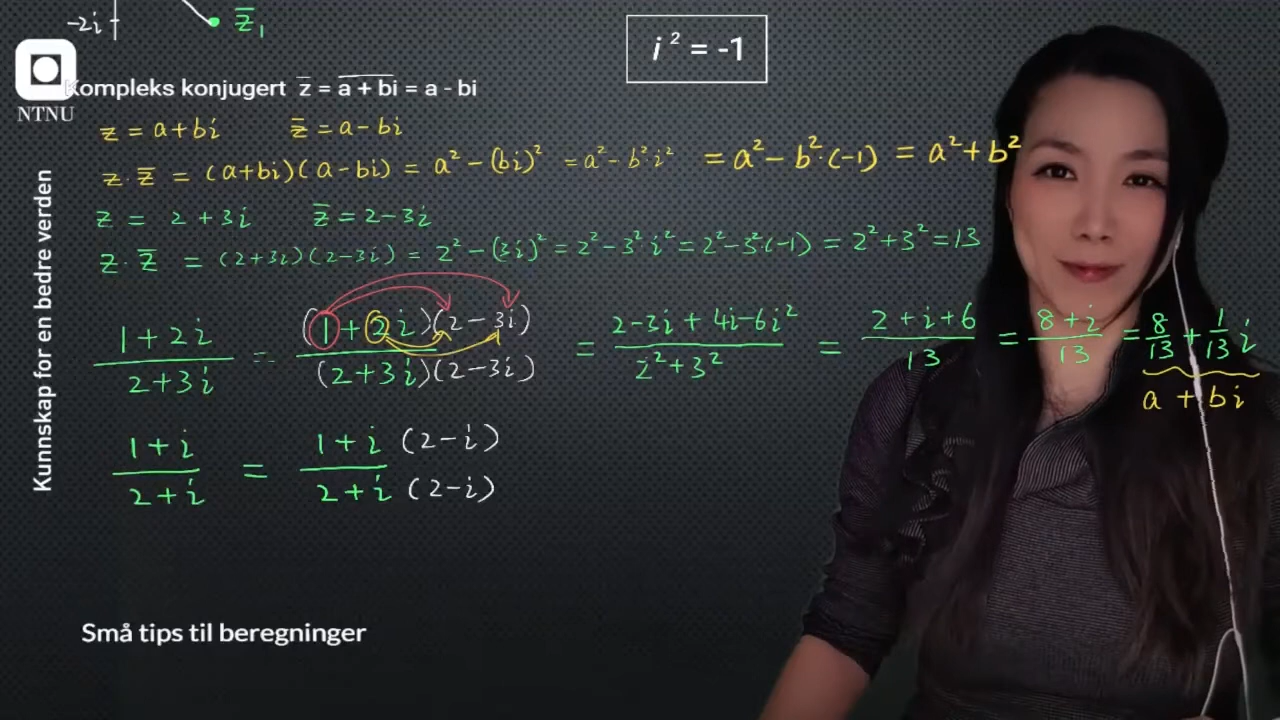 -2i z̄₁
i² = -1
NTNU
Kompleks konjugert z̄ = a + bi = a - bi
Kunnskap for en bedre verden
z = a+bi z̄ = a-bi
z·z̄ = (a+bi)(a-bi) = a² - (bi)² = a² - b²·i² = a² - b²·(-1) = a² + b²
z = 2+3i z̄ = 2-3i
z·z̄ = (2+3i)(2-3i) = 2² - (3i)² = 2² - 3²i² = 2² - 3²·(-1) = 2² + 3² = 13
(1+2i)/(2+3i) = (1+2i)(2-3i)/(2+3i)(2-3i) = (2-3i+4i-6i²)/(2²+3²) = (2+i+6)/13 = (8+i)/13 = 8/13 + 1/13 i
a + bi
(1+i)/(2+i) = 1+i (2-i)/2+i (2-i)
Små tips til beregninger